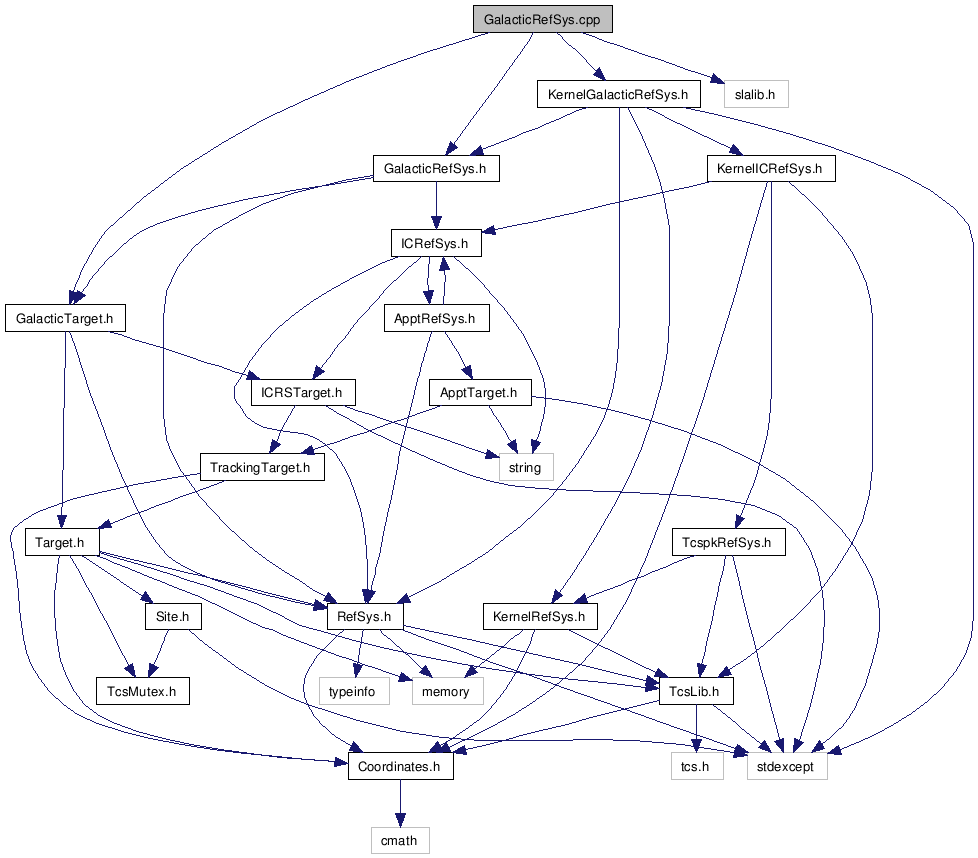 GalacticRefSys.cpp
KernelGalacticRefSys.h
slalib.h
GalacticRefSys.h
KernelICRefSys.h
ICRefSys.h
GalacticTarget.h
ApptRefSys.h
ICRSTarget.h
ApptTarget.h
TrackingTarget.h
string
Target.h
TcspkRefSys.h
Site.h
RefSys.h
KernelRefSys.h
TcsMutex.h
typeinfo
memory
TcsLib.h
Coordinates.h
tcs.h
stdexcept
cmath